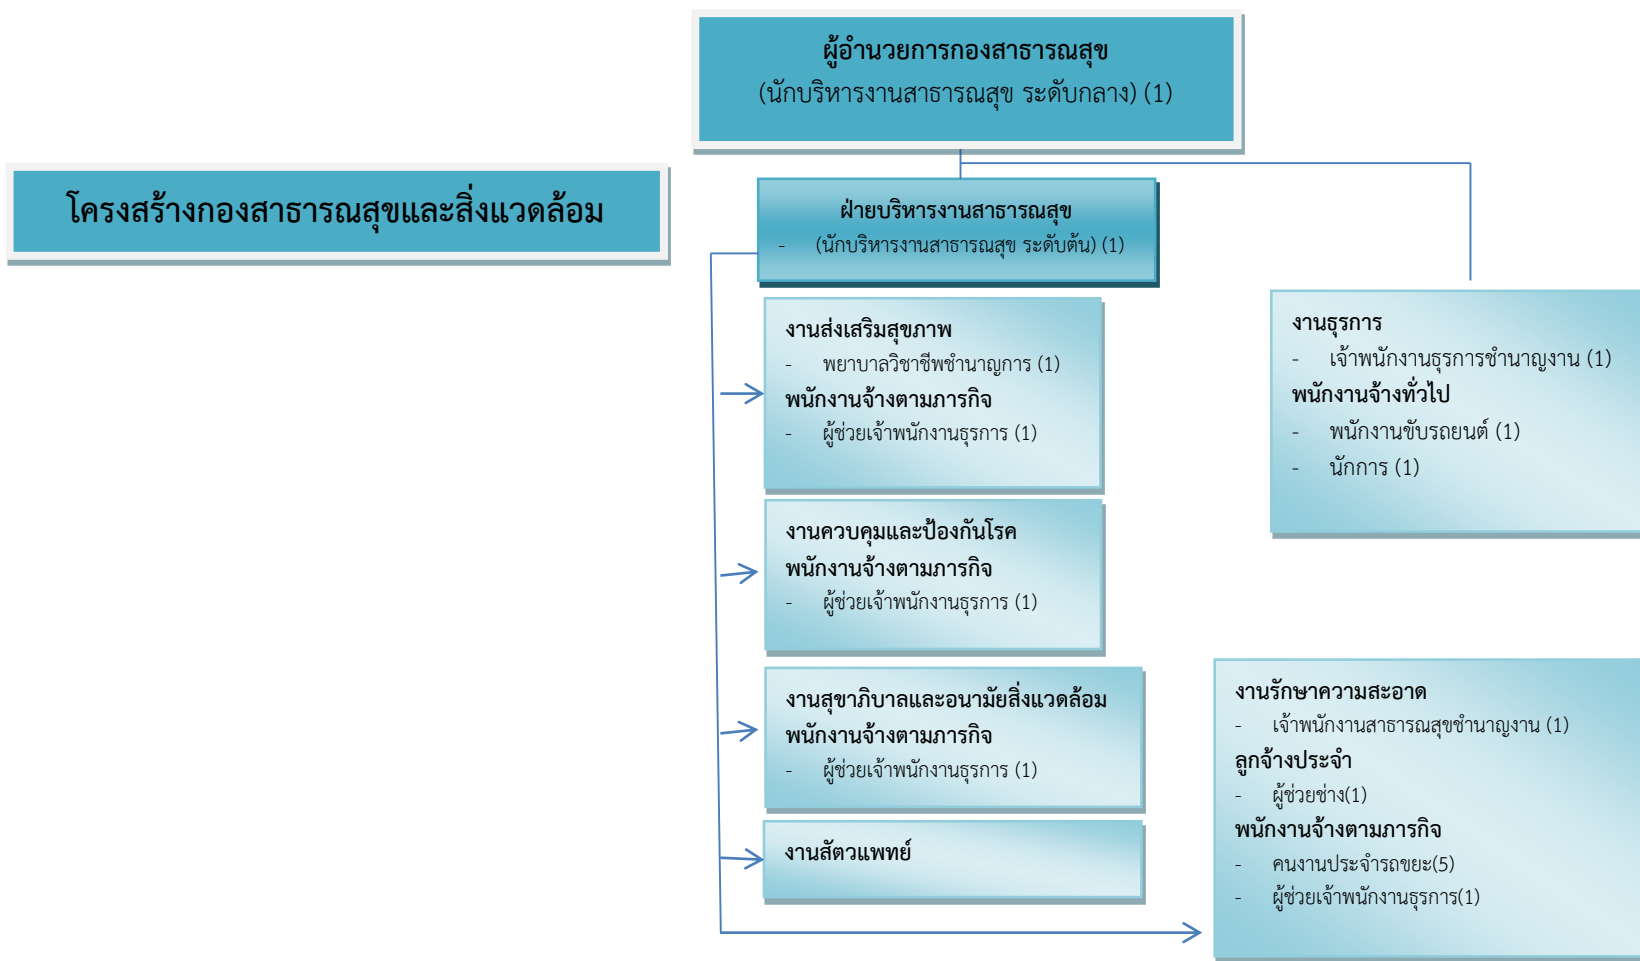 ผู้อำนวยการกองสาธารณสุข
(นักบริหารงานสาธารณสุข ระดับกลาง) (1)
โครงสร้างกองสาธารณสุขและสิ่งแวดล้อม
ฝ่ายบริหารงานสาธารณสุข
- (นักบริหารงานสาธารณสุข ระดับต้น) (1)
งานส่งเสริมสุขภาพ
- พยาบาลวิชาชีพชำนาญการ (1)
พนักงานจ้างตามภารกิจ
- ผู้ช่วยเจ้าพนักงานธุรการ (1)
งานธุรการ
- เจ้าพนักงานธุรการชำนาญงาน (1)
พนักงานจ้างทั่วไป
- พนักงานขับรถยนต์ (1)
- นักการ (1)
งานควบคุมและป้องกันโรค
พนักงานจ้างตามภารกิจ
- ผู้ช่วยเจ้าพนักงานธุรการ (1)
งานสุขาภิบาลและอนามัยสิ่งแวดล้อม
พนักงานจ้างตามภารกิจ
- ผู้ช่วยเจ้าพนักงานธุรการ (1)
งานสัตวแพทย์
งานรักษาความสะอาด
- เจ้าพนักงานสาธารณสุขชำนาญงาน (1)
ลูกจ้างประจำ
- ผู้ช่วยช่าง(1)
พนักงานจ้างตามภารกิจ
- คนงานประจำรถขยะ(5)
- ผู้ช่วยเจ้าพนักงานธุรการ(1)